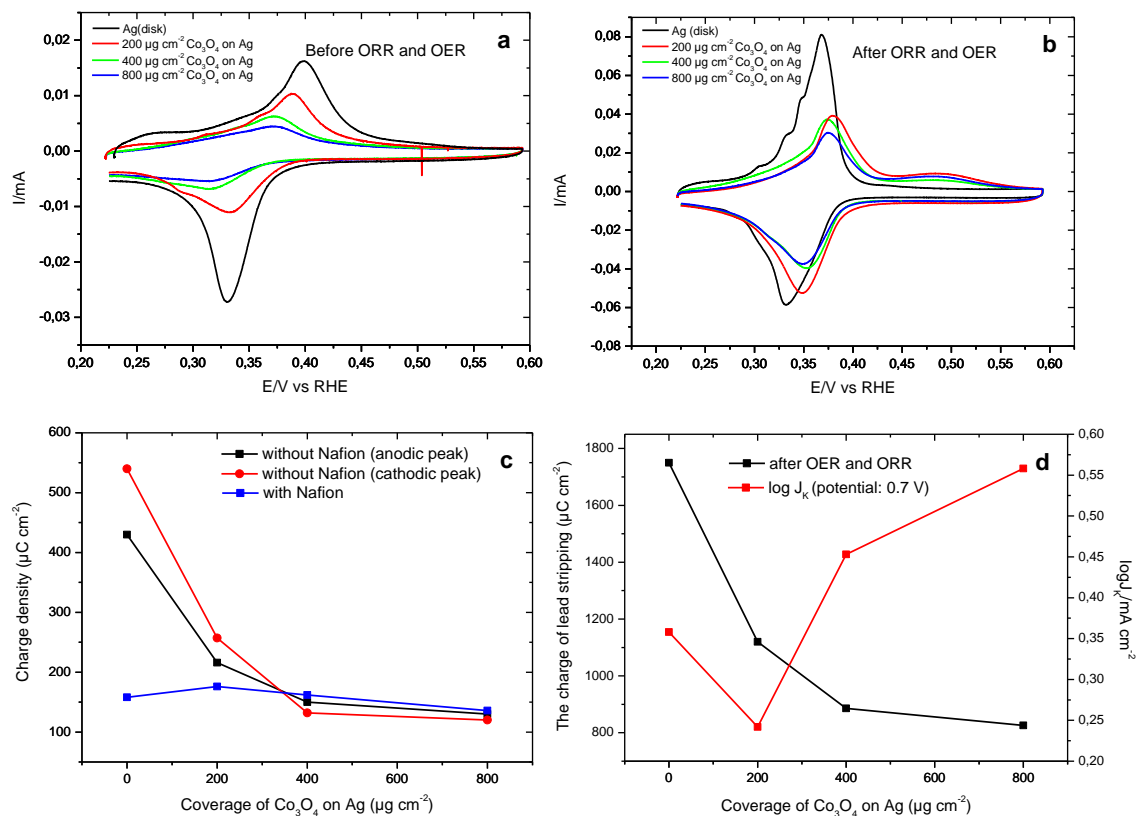 Ag(disk)
200 µg cm⁻² Co₃O₄ on Ag
400 µg cm⁻² Co₃O₄ on Ag
800 µg cm⁻² Co₃O₄ on Ag
Before ORR and OER
a
0,02
0,01
0,00
-0,01
-0,02
-0,03
I/mA
0,20 0,25 0,30 0,35 0,40 0,45 0,50 0,55 0,60
E/V vs RHE
Ag (disk)
200 µg cm⁻² Co₃O₄ on Ag
400 µg cm⁻² Co₃O₄ on Ag
800 µg cm⁻² Co₃O₄ on Ag
After ORR and OER
b
0,08
0,06
0,04
0,02
0,00
-0,02
-0,04
-0,06
-0,08
I/mA
0,20 0,25 0,30 0,35 0,40 0,45 0,50 0,55 0,60
E/V vs RHE
without Nafion (anodic peak)
without Nafion (cathodic peak)
with Nafion
c
600
500
400
300
200
100
Charge density (µC cm⁻²)
0 200 400 600 800
Coverage of Co₃O₄ on Ag (µg cm⁻²)
after OER and ORR
log J_K (potential: 0.7 V)
d
1800
1600
1400
1200
1000
800
The charge of lead stripping (µC cm⁻²)
0,60
0,55
0,50
0,45
0,40
0,35
0,30
0,25
0,20
logJ_K/mA cm⁻²
0 200 400 600 800
Coverage of Co₃O₄ on Ag (µg cm⁻²)